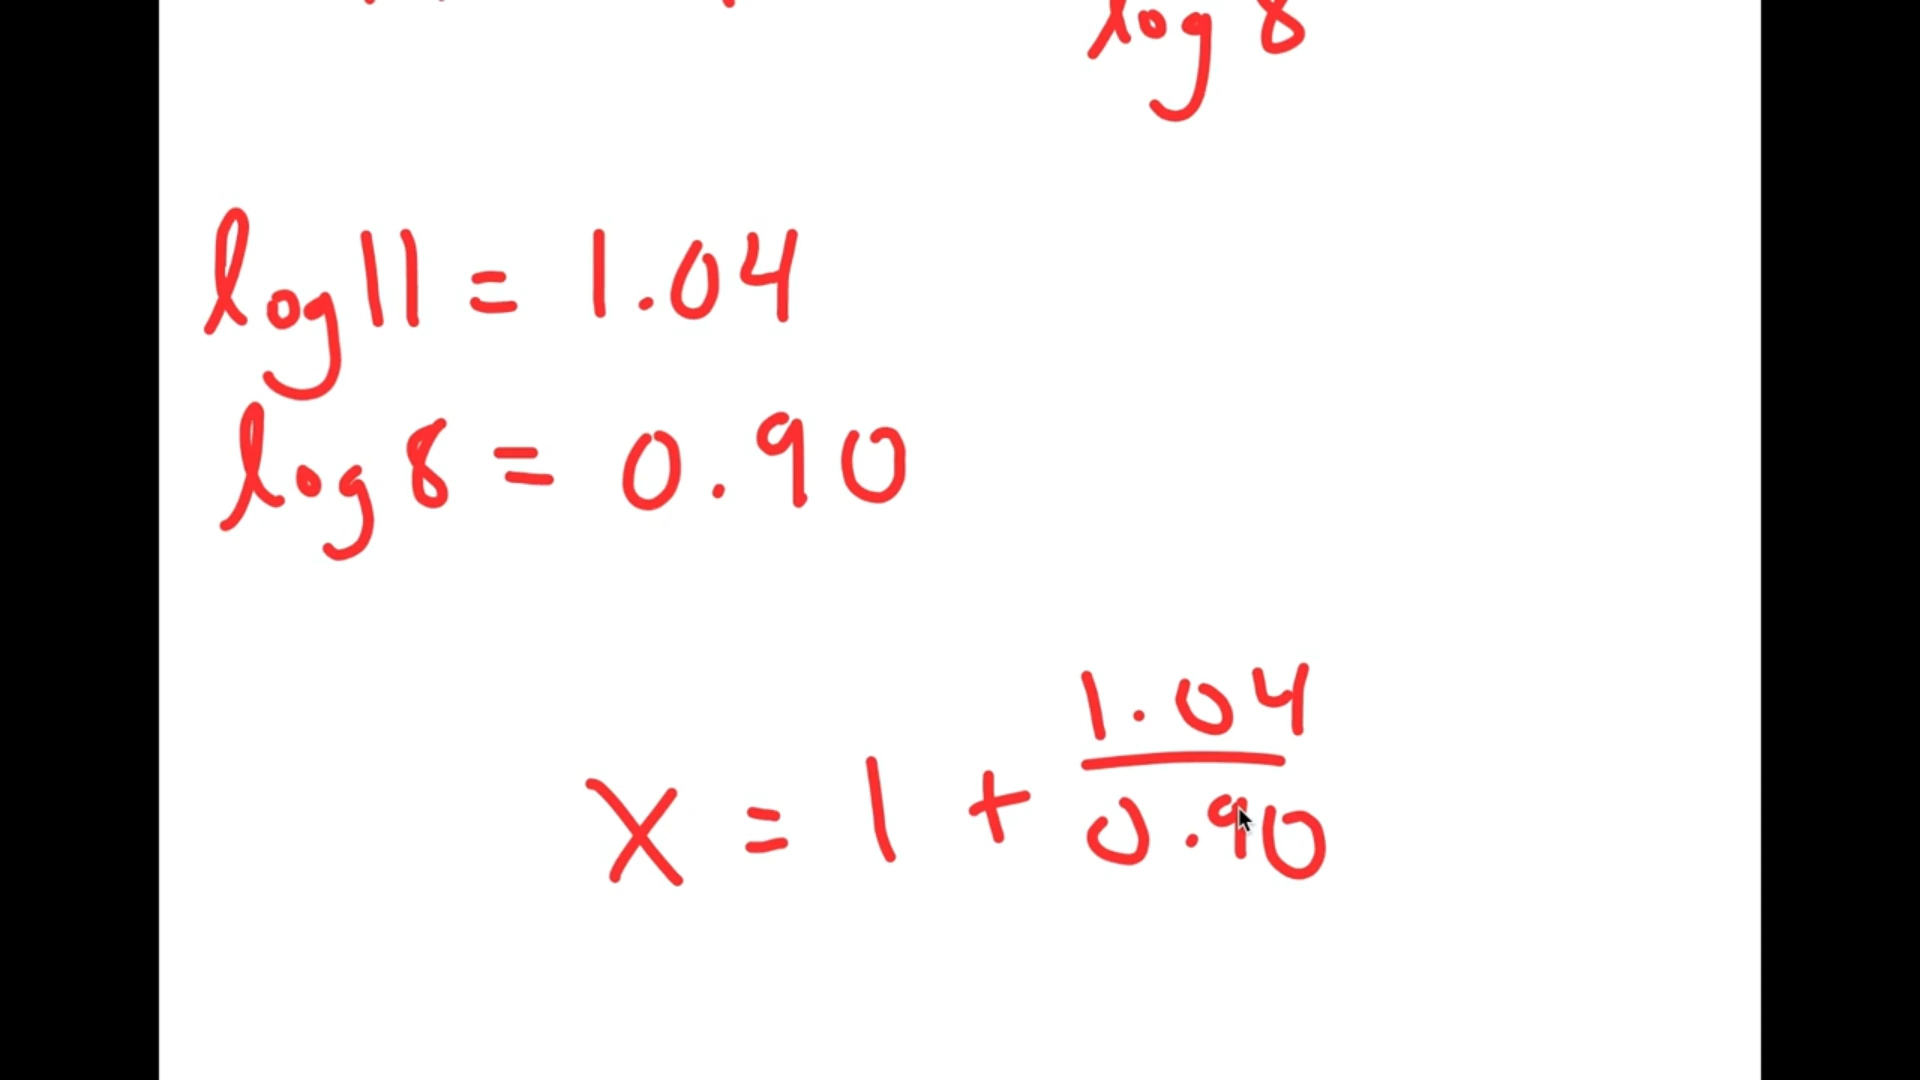 log 8
log 11 = 1.04
log 8 = 0.90
x = 1 + 1.04
0.90